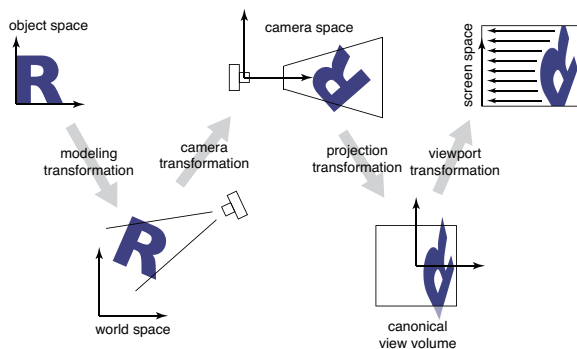 object space
R
camera space
R
screen space
R
modeling
transformation
camera
transformation
projection
transformation
viewport
transformation
R
world space
R
canonical
view volume